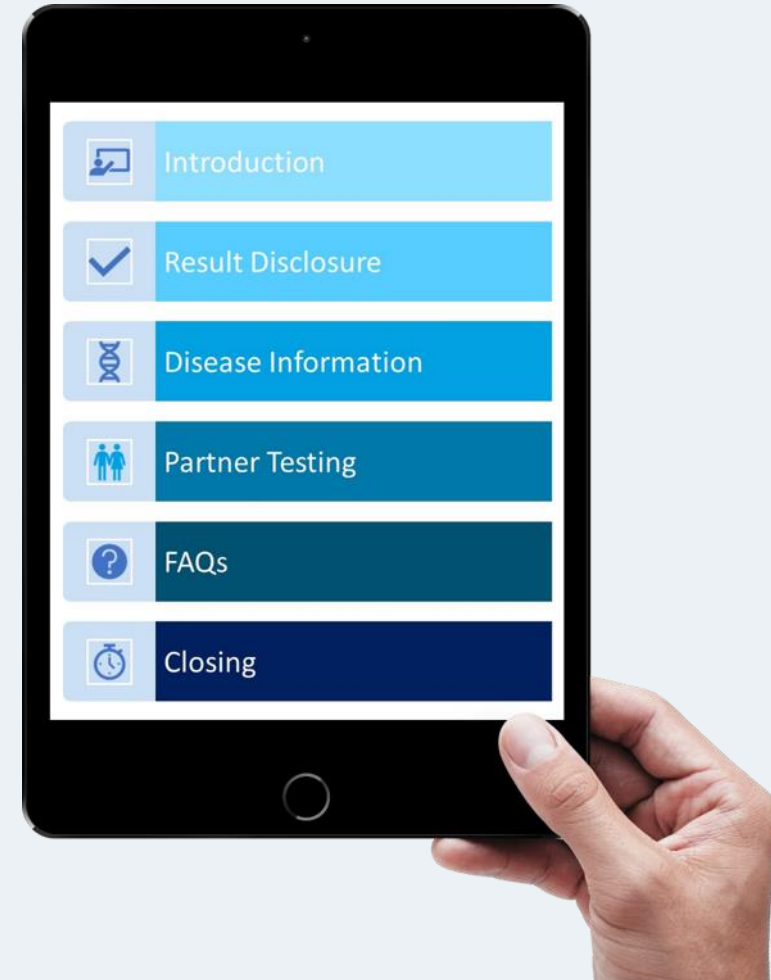 Introduction
Result Disclosure
Disease Information
Partner Testing
FAQs
Closing